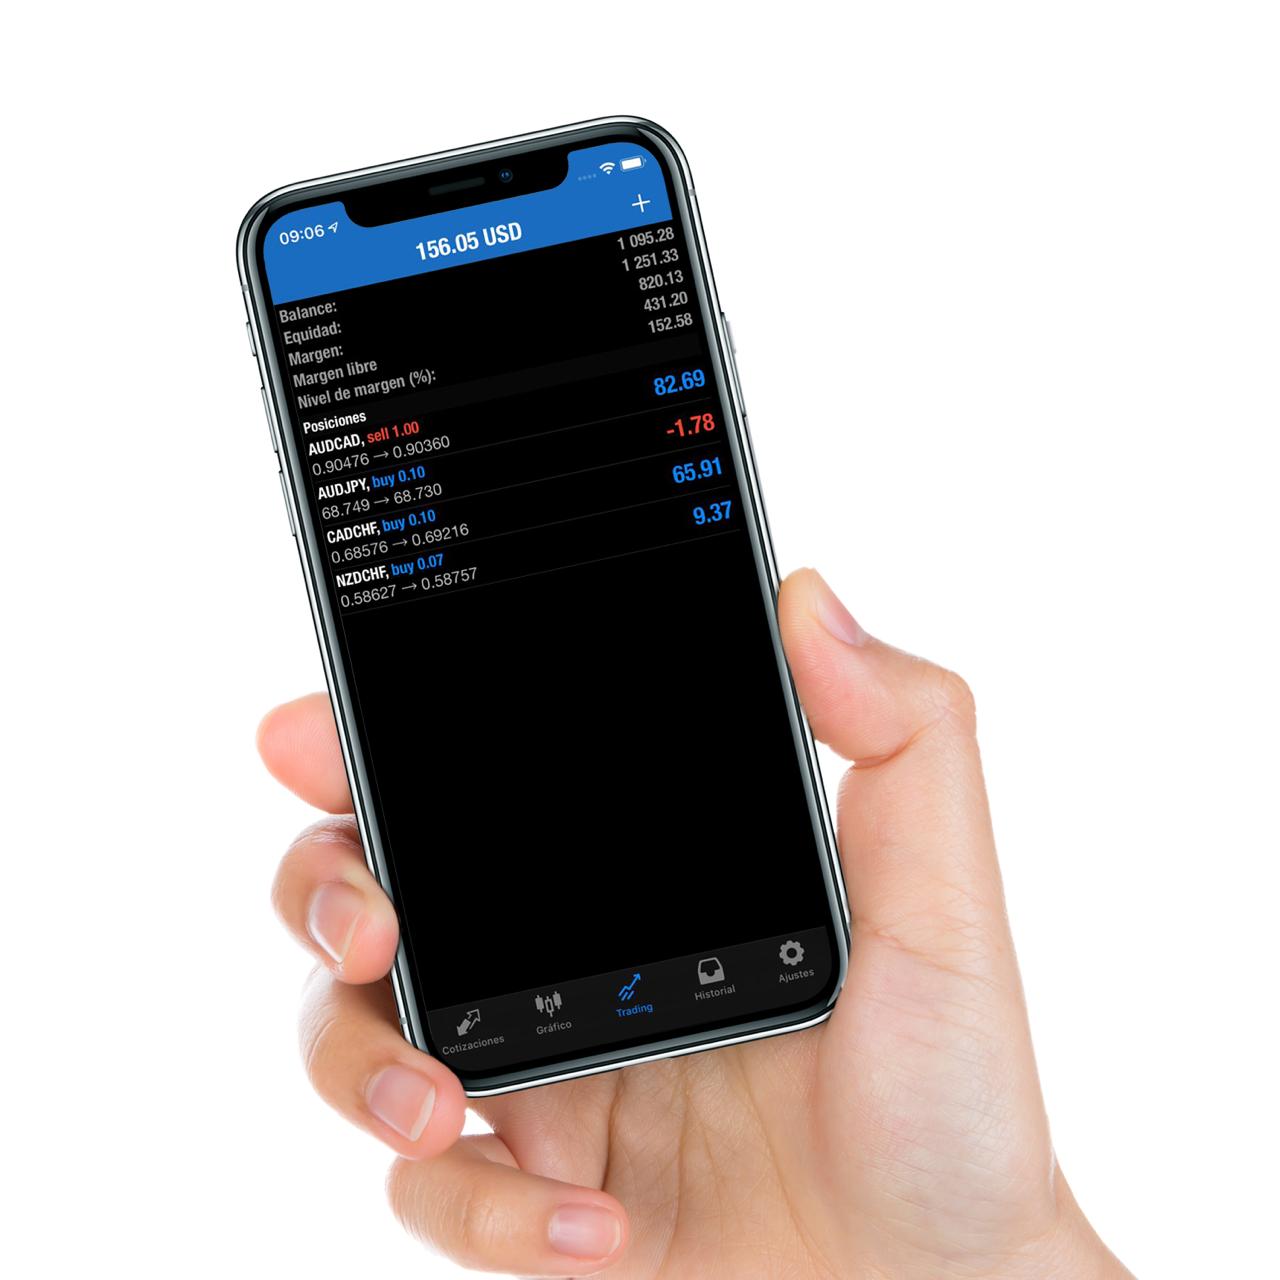 09:06
156.05 USD
+
Balance: 1 095.28
Equidad: 1 251.33
Margen: 820.13
Margen libre 431.20
Nivel de margen (%): 152.58
Posiciones
AUDCAD, sell 1.00 82.69
0.90476 → 0.90360
AUDJPY, buy 0.10 -1.78
68.749 → 68.730
CADCHF, buy 0.10 65.91
0.68576 → 0.69216
NZDCHF, buy 0.07 9.37
0.58627 → 0.58757
Cotizaciones Gráfico Trading Historial Ajustes